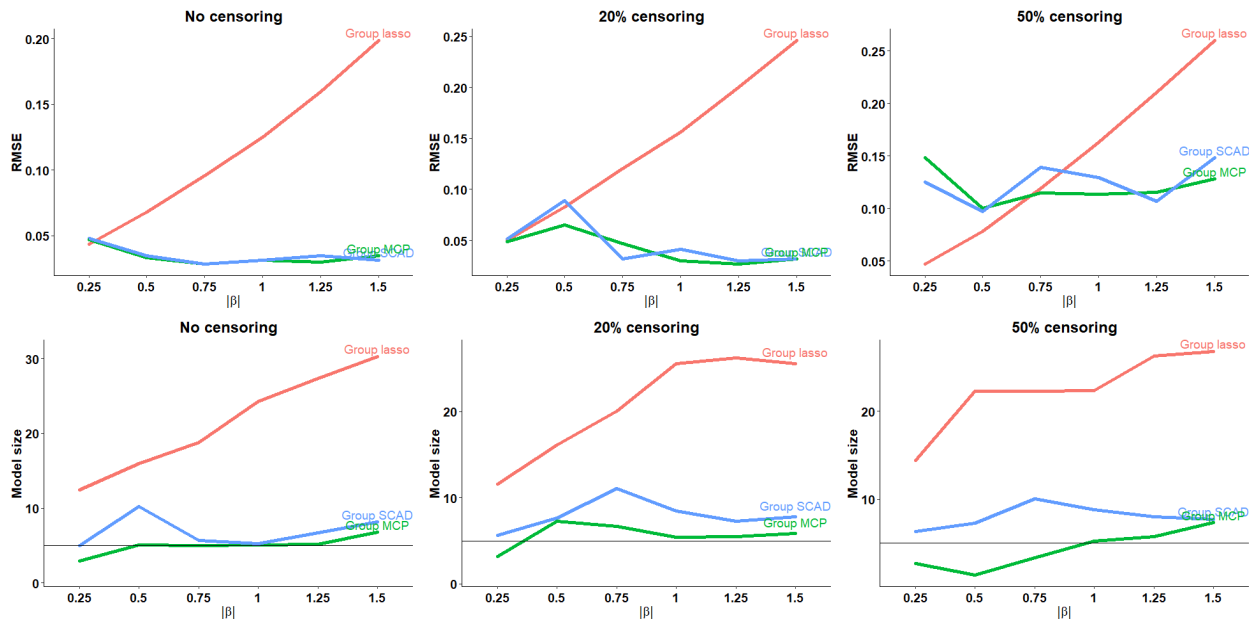 No censoring
20% censoring
50% censoring
RMSE
0.20
0.15
0.10
0.05
Group lasso
Group MCP
Group SCAD
0.25 0.5 0.75 1 1.25 1.5
|β|
RMSE
0.25
0.20
0.15
0.10
0.05
Group lasso
Group SCAD
Group MCP
0.25 0.5 0.75 1 1.25 1.5
|β|
RMSE
0.25
0.20
0.15
0.10
0.05
Group lasso
Group SCAD
Group MCP
0.25 0.5 0.75 1 1.25 1.5
|β|
No censoring
20% censoring
50% censoring
Model size
30
20
10
0
Group lasso
Group SCAD
Group MCP
0.25 0.5 0.75 1 1.25 1.5
|β|
Model size
20
10
0
Group lasso
Group SCAD
Group MCP
0.25 0.5 0.75 1 1.25 1.5
|β|
Model size
20
10
Group lasso
Group SCAD
Group MCP
0.25 0.5 0.75 1 1.25 1.5
|β|